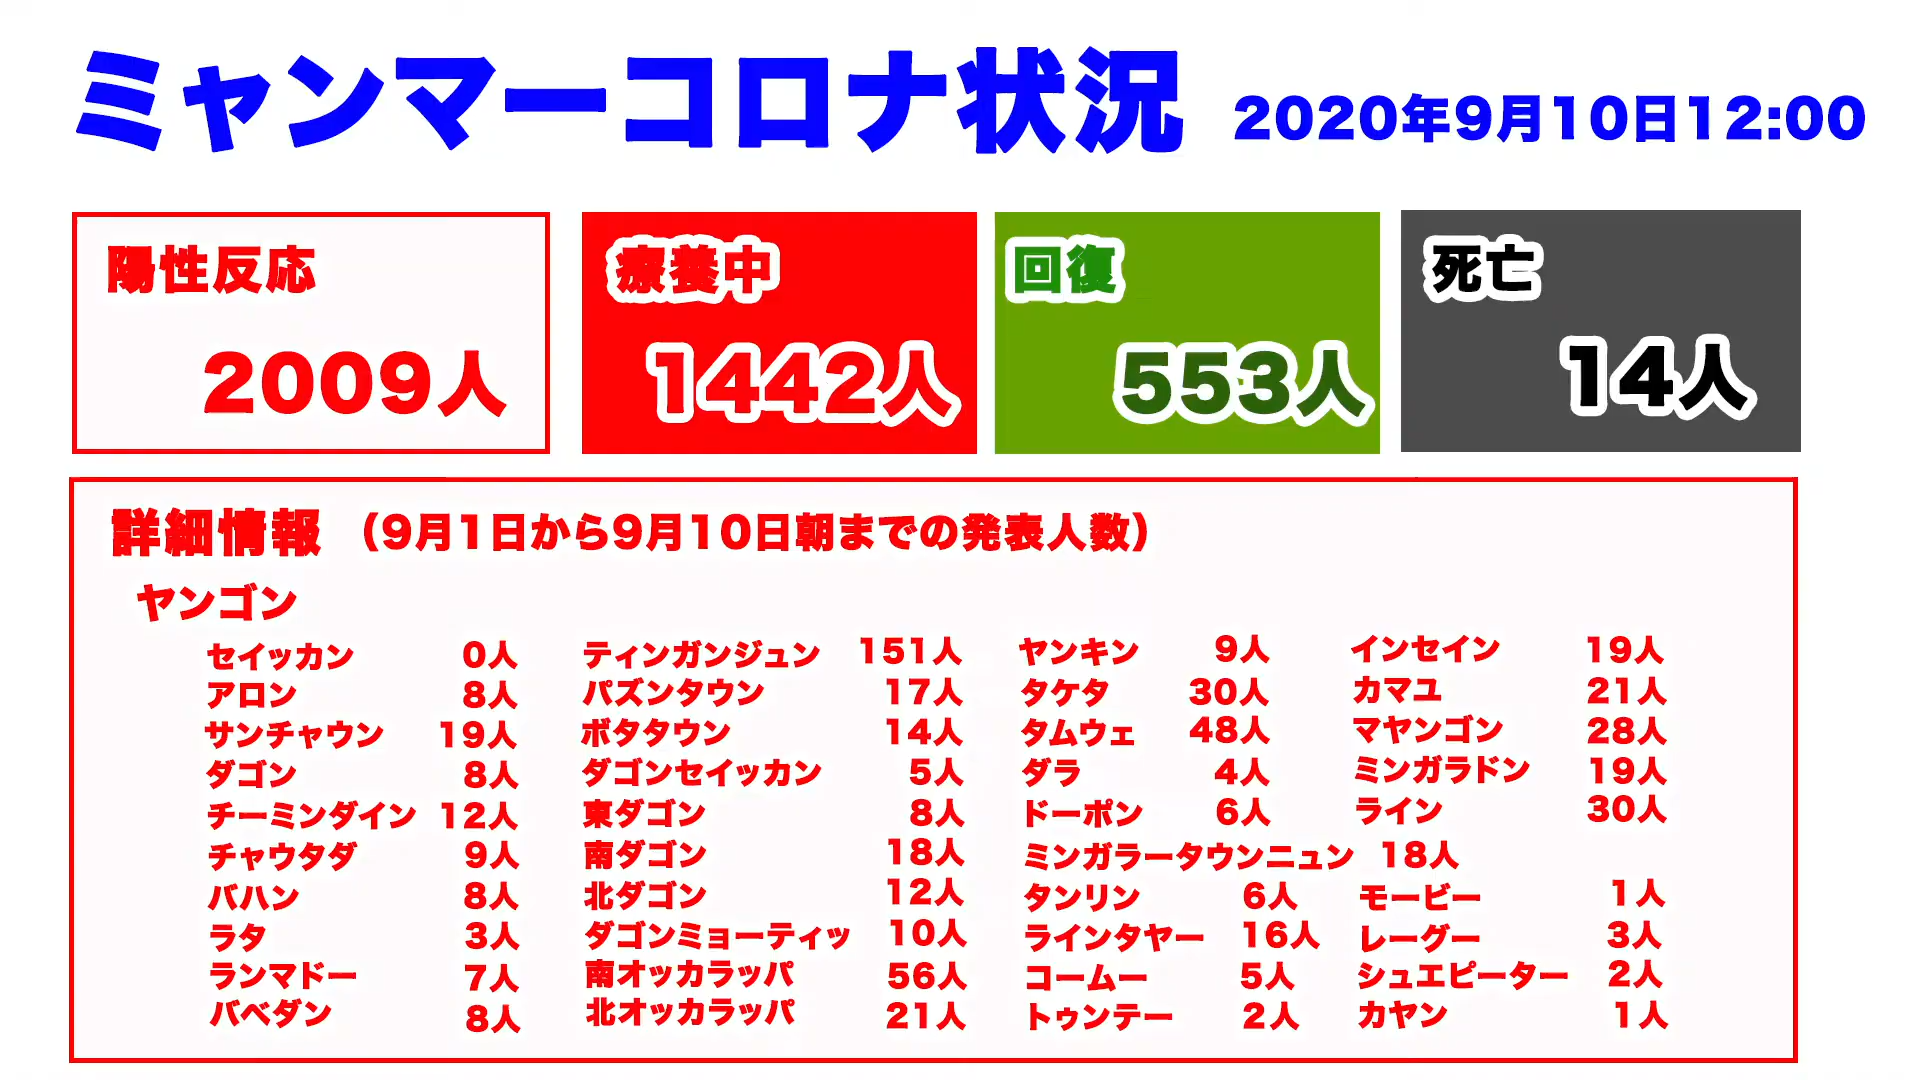 ミャンマーコロナ状況 2020年9月10日12:00
陽性反応
2009人
療養中
1442人
回復
553人
死亡
14人
詳細情報 （9月1日から9月10日朝までの発表人数）
ヤンゴン
セイッカン 0人 ティンガンジュン 151人 ヤンキン 9人 インセイン 19人
アロン 8人 パズンタウン 17人 タケタ 30人 カマユ 21人
サンチャウン 19人 ボタタウン 14人 タムウェ 48人 マヤンゴン 28人
ダゴン 8人 ダゴンセイッカン 5人 ダラ 4人 ミンガラドン 19人
チーミンダイン 12人 東ダゴン 8人 ドーポン 6人 ライン 30人
チャウタダ 9人 南ダゴン 18人 ミンガラータウンニュン 18人
バハン 8人 北ダゴン 12人 タンリン 6人 モービー 1人
ラタ 3人 ダゴンミョーティッ 10人 ラインタヤー 16人 レーグー 3人
ランマドー 7人 南オッカラッパ 56人 コームー 5人 シュエピーター 2人
バベダン 8人 北オッカラッパ 21人 トゥンテー 2人 カヤン 1人